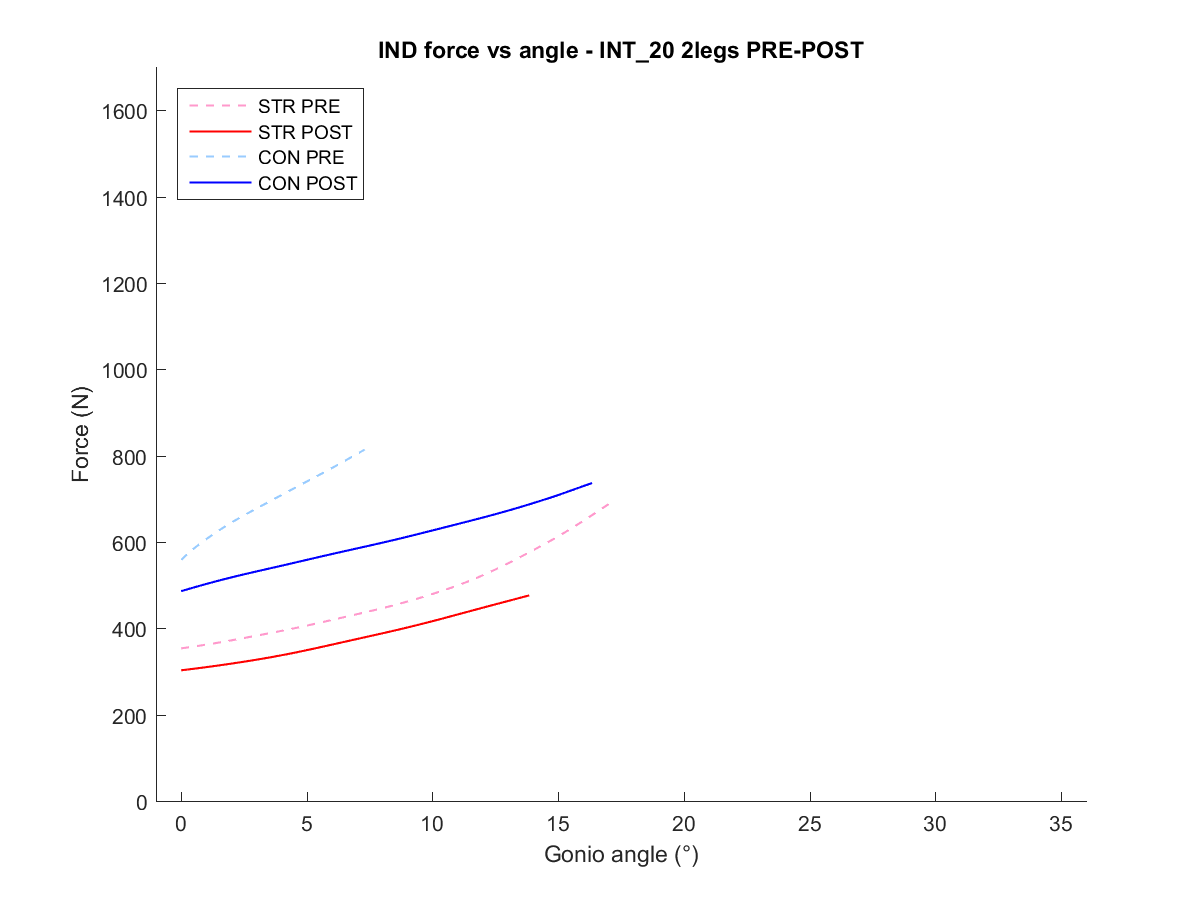 IND force vs angle - INT_20 2legs PRE-POST
STR PRE
STR POST
CON PRE
CON POST
1600
1400
1200
1000
800
600
400
200
0
Force (N)
0 5 10 15 20 25 30 35
Gonio angle (°)